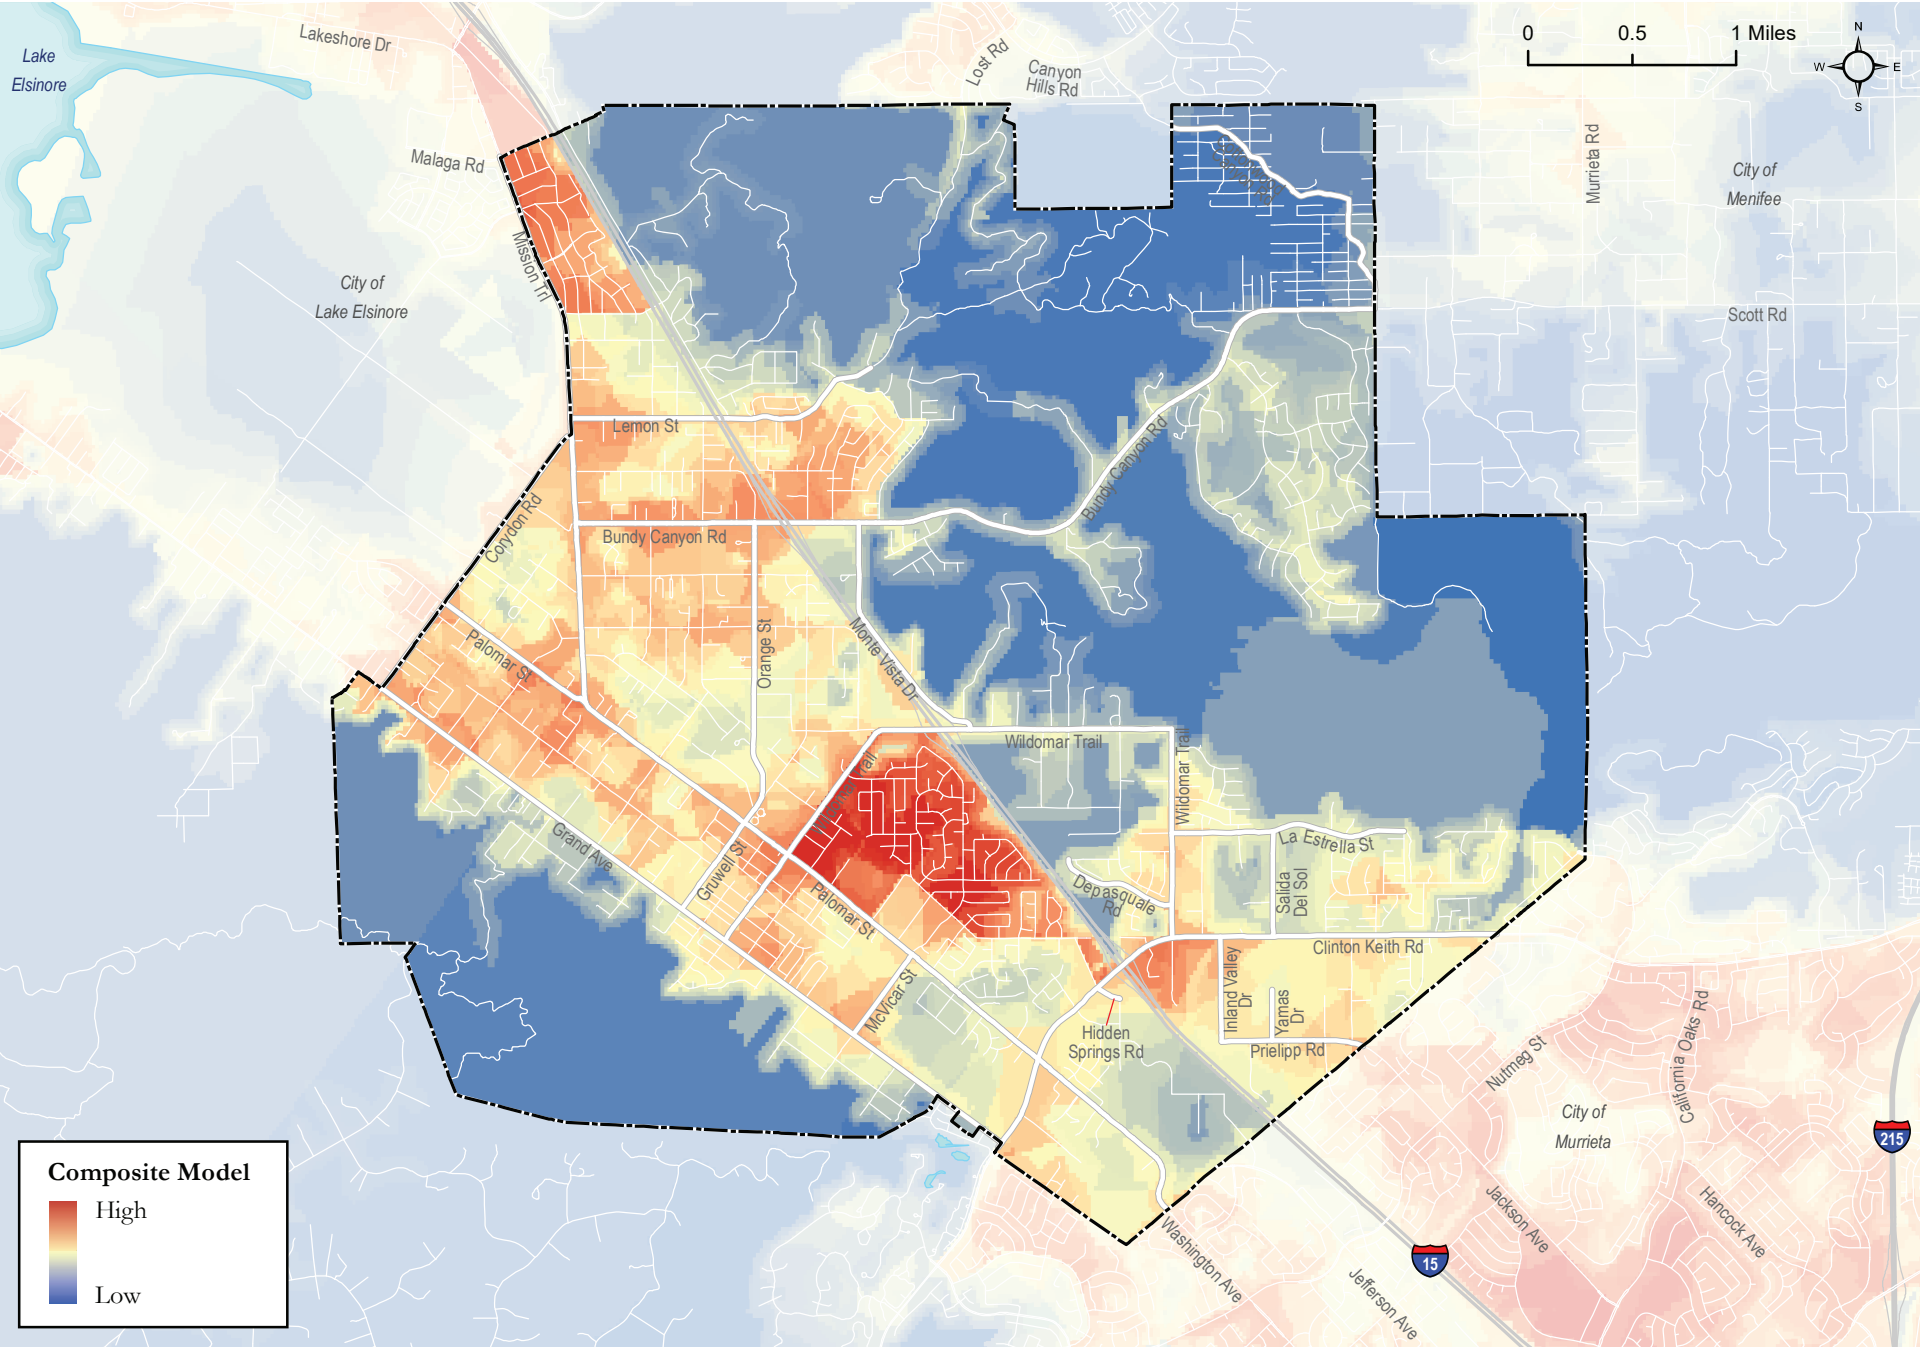 Lake
Elsinore
Lakeshore Dr
Lost Rd
Canyon
Hills Rd
0 0.5 1 Miles
N
W E
S
Malaga Rd
Murrieta Rd
City of
Menifee
Mission Trl
City of
Lake Elsinore
Scott Rd
Lemon St
Bundy Canyon Rd
Corydon Rd
Bundy Canyon Rd
Palomar St
Orange St
Monte Vista Dr
Wildomar Trail
Wildomar Trail
Wildomar Trail
Grand Ave
Gruwell St
Palomar St
La Estrella St
Depasquale
Rd
Salida
Del Sol
Clinton Keith Rd
McVicar St
Inland Valley
Dr
Yamas
Dr
Hidden
Springs Rd
Prielipp Rd
Nutmeg St
California Oaks Rd
City of
Murrieta
215
Composite Model
High
Low
Washington Ave
Jackson Ave
Hancock Ave
15
Jefferson Ave